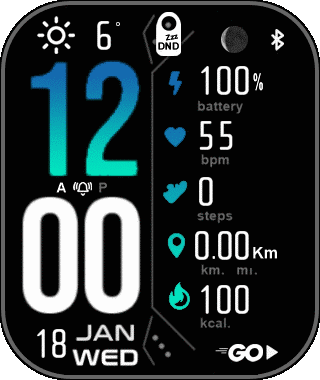 6°
zzz
DND
12
A P
00
18 JAN
WED
100%
battery
55
bpm
0
steps
0.00Km
km. mi.
100
kcal.
GO